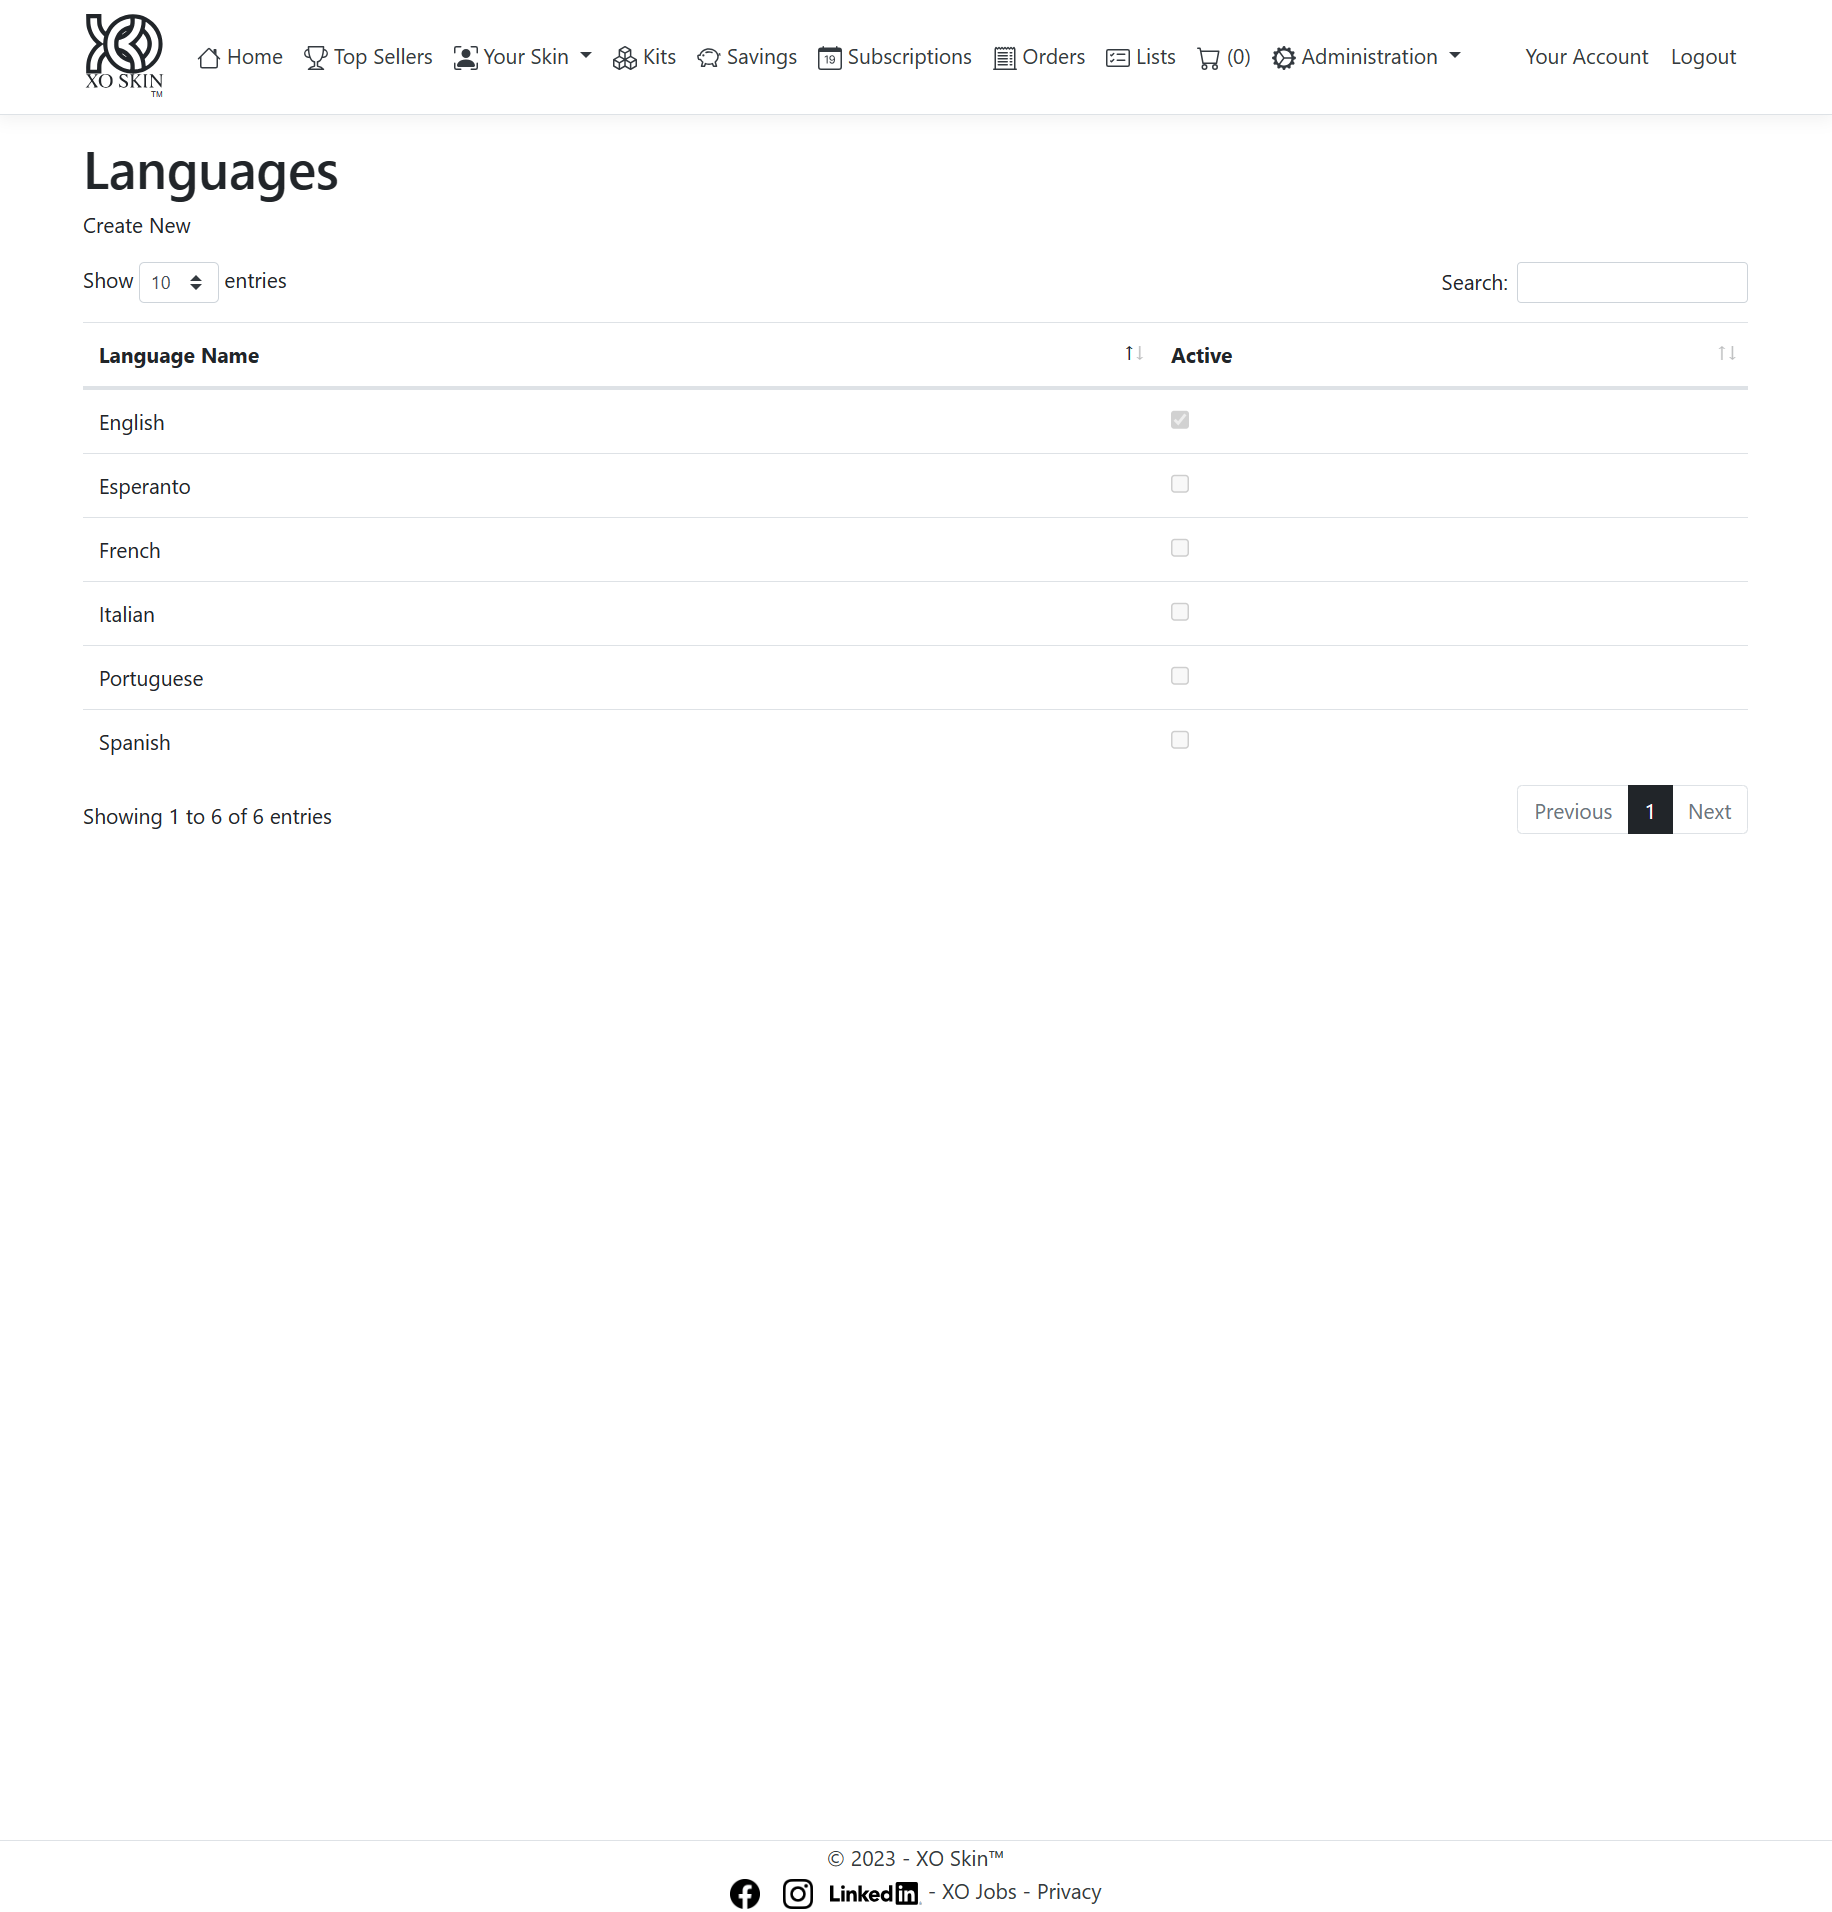 XO SKIN
TM
Home Top Sellers Your Skin Kits Savings 19 Subscriptions Orders Lists (0) Administration Your Account Logout
Languages
Create New
Show 10 entries Search:
Language Name Active
English
Esperanto
French
Italian
Portuguese
Spanish
Showing 1 to 6 of 6 entries Previous 1 Next
© 2023 - XO Skin™
LinkedIn - XO Jobs - Privacy